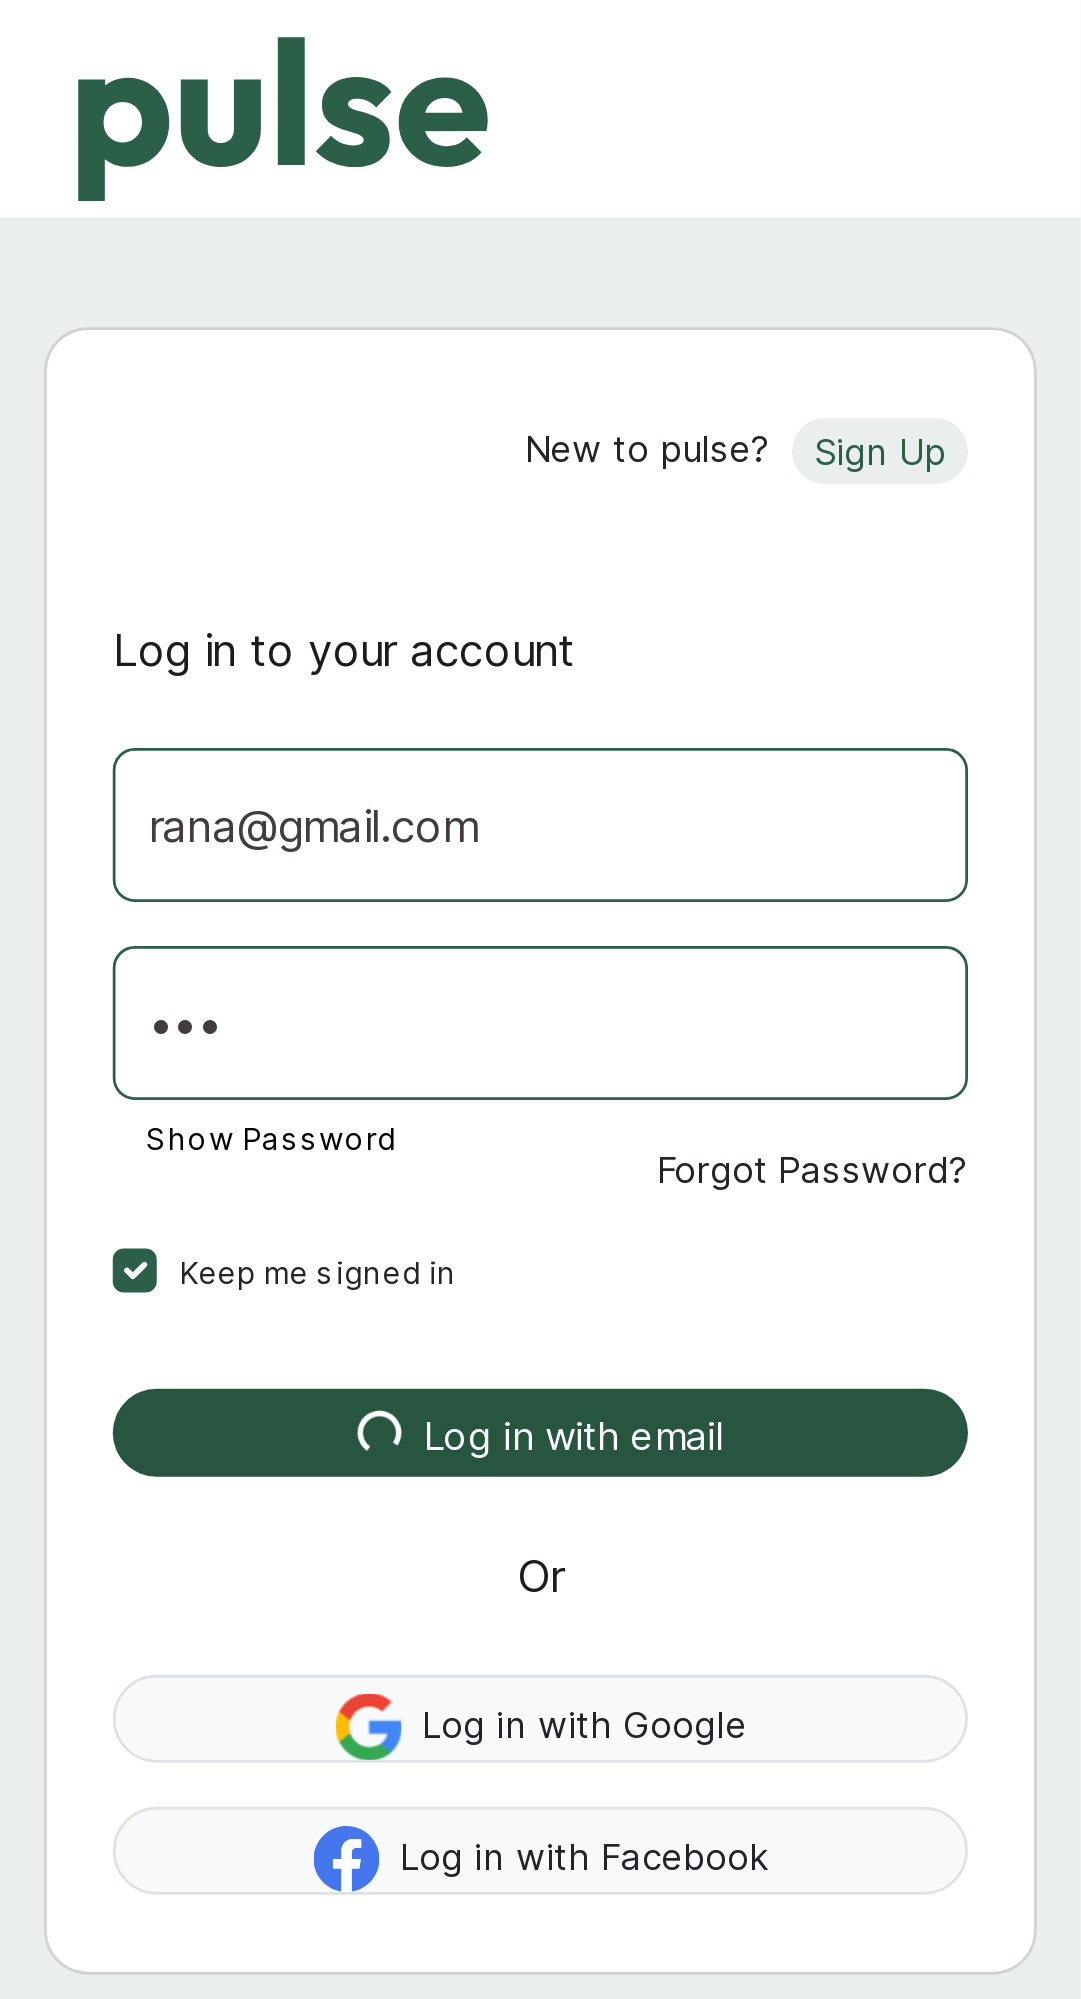 pulse
New to pulse? Sign Up
Log in to your account
rana@gmail.com
•••
Show Password
Forgot Password?
Keep me signed in
Log in with email
Or
Log in with Google
Log in with Facebook